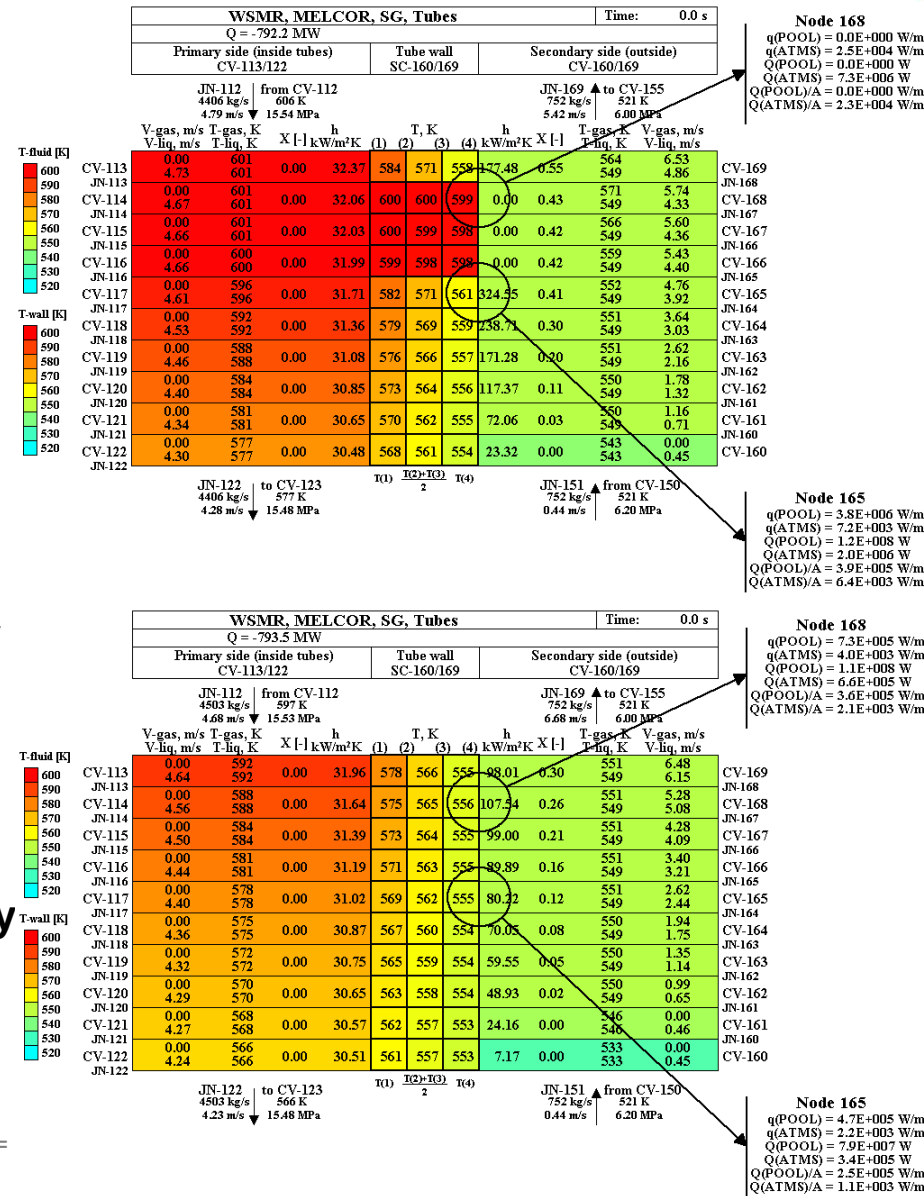 WSMR, MELCOR, SG, Tubes Time: 0.0 s
Q = -792.2 MW
Primary side (inside tubes) Tube wall Secondary side (outside)
CV-113/122 SC-160/169 CV-160/169
JN-112 from CV-112 JN-169 to CV-155
4406 kg/s 606 K 752 kg/s 521 K
4.79 m/s 15.54 MPa 5.42 m/s 6.00 MPa
Node 168
q(POOL) = 0.0E+000 W/m
q(ATMS) = 2.5E+004 W/m
Q(POOL) = 0.0E+000 W
Q(ATMS) = 7.3E+006 W
Q(POOL)/A = 0.0E+000 W/m
Q(ATMS)/A = 2.3E+004 W/m
V-gas, m/s T-gas, K X [-] h T, K h X [-] T-gas, K V-gas, m/s
V-liq, m/s T-liq, K kW/m²K (1) (2) (3) (4) kW/m²K T-liq, K V-liq, m/s
T-fluid [K]
600
590
580
570
560
550
540
530
520
T-wall [K]
600
590
580
570
560
550
540
530
520
0.00 601 564 6.53
CV-113 0.00 32.37 584 571 558 177.48 0.55 CV-169
4.73 601 549 4.86
JN-113 JN-168
0.00 601 571 5.74
CV-114 0.00 32.06 600 600 599 0.00 0.43 CV-168
4.67 601 549 4.33
JN-114 JN-167
0.00 601 566 5.60
CV-115 0.00 32.03 600 599 598 0.00 0.42 CV-167
4.66 601 549 4.36
JN-115 JN-166
0.00 600 559 5.43
CV-116 0.00 31.99 599 598 598 0.00 0.42 CV-166
4.66 600 549 4.40
JN-116 JN-165
0.00 596 552 4.76
CV-117 0.00 31.71 582 571 561 324.55 0.41 CV-165
4.61 596 549 3.92
JN-117 JN-164
0.00 592 551 3.64
CV-118 0.00 31.36 579 569 559 238.71 0.30 CV-164
4.53 592 549 3.03
JN-118 JN-163
0.00 588 551 2.62
CV-119 0.00 31.08 576 566 557 171.28 0.20 CV-163
4.46 588 549 2.16
JN-119 JN-162
0.00 584 550 1.78
CV-120 0.00 30.85 573 564 556 117.37 0.11 CV-162
4.40 584 549 1.32
JN-120 JN-161
0.00 581 550 1.16
CV-121 0.00 30.65 570 562 555 72.06 0.03 CV-161
4.34 581 549 0.71
JN-121 JN-160
0.00 577 543 0.00
CV-122 0.00 30.48 568 561 554 23.32 0.00 CV-160
4.30 577 543 0.45
JN-122
T(1) T(2)+T(3) T(4)
2
JN-122 to CV-123 JN-151 from CV-150
4406 kg/s 577 K 752 kg/s 521 K
4.28 m/s 15.48 MPa 0.44 m/s 6.20 MPa
Node 165
q(POOL) = 3.8E+006 W/m
q(ATMS) = 7.2E+003 W/m
Q(POOL) = 1.2E+008 W
Q(ATMS) = 2.0E+006 W
Q(POOL)/A = 3.9E+005 W/m
Q(ATMS)/A = 6.4E+003 W/m
WSMR, MELCOR, SG, Tubes Time: 0.0 s
Q = -793.5 MW
Primary side (inside tubes) Tube wall Secondary side (outside)
CV-113/122 SC-160/169 CV-160/169
JN-112 from CV-112 JN-169 to CV-155
4503 kg/s 597 K 752 kg/s 521 K
4.68 m/s 15.53 MPa 6.68 m/s 6.00 MPa
Node 168
q(POOL) = 7.3E+005 W/m
q(ATMS) = 4.0E+003 W/m
Q(POOL) = 1.1E+008 W
Q(ATMS) = 6.6E+005 W
Q(POOL)/A = 3.6E+005 W/m
Q(ATMS)/A = 2.1E+003 W/m
V-gas, m/s T-gas, K X [-] h T, K h X [-] T-gas, K V-gas, m/s
V-liq, m/s T-liq, K kW/m²K (1) (2) (3) (4) kW/m²K T-liq, K V-liq, m/s
T-fluid [K]
600
590
580
570
560
550
540
530
520
y
T-wall [K]
600
590
580
570
560
550
540
530
520
=
0.00 592 551 6.48
CV-113 0.00 31.96 578 566 555 98.01 0.30 CV-169
4.64 592 549 6.15
JN-113 JN-168
0.00 588 551 5.28
CV-114 0.00 31.64 575 565 556 107.54 0.26 CV-168
4.56 588 549 5.08
JN-114 JN-167
0.00 584 551 4.28
CV-115 0.00 31.39 573 564 555 99.00 0.21 CV-167
4.50 584 549 4.09
JN-115 JN-166
0.00 581 551 3.40
CV-116 0.00 31.19 571 563 555 89.89 0.16 CV-166
4.44 581 549 3.21
JN-116 JN-165
0.00 578 551 2.62
CV-117 0.00 31.02 569 562 555 80.22 0.12 CV-165
4.40 578 549 2.44
JN-117 JN-164
0.00 575 550 1.94
CV-118 0.00 30.87 567 560 554 70.05 0.08 CV-164
4.36 575 549 1.75
JN-118 JN-163
0.00 572 550 1.35
CV-119 0.00 30.75 565 559 554 59.55 0.05 CV-163
4.32 572 549 1.14
JN-119 JN-162
0.00 570 550 0.99
CV-120 0.00 30.65 563 558 554 48.93 0.02 CV-162
4.29 570 549 0.65
JN-120 JN-161
0.00 568 546 0.00
CV-121 0.00 30.57 562 557 553 24.16 0.00 CV-161
4.27 568 546 0.46
JN-121 JN-160
0.00 566 533 0.00
CV-122 0.00 30.51 561 557 553 7.17 0.00 CV-160
4.24 566 533 0.45
JN-122
T(1) T(2)+T(3) T(4)
2
JN-122 to CV-123 JN-151 from CV-150
4503 kg/s 566 K 752 kg/s 521 K
4.23 m/s 15.48 MPa 0.44 m/s 6.20 MPa
Node 165
q(POOL) = 4.7E+005 W/m
q(ATMS) = 2.2E+003 W/m
Q(POOL) = 7.9E+007 W
Q(ATMS) = 3.4E+005 W
Q(POOL)/A = 2.5E+005 W/m
Q(ATMS)/A = 1.1E+003 W/m